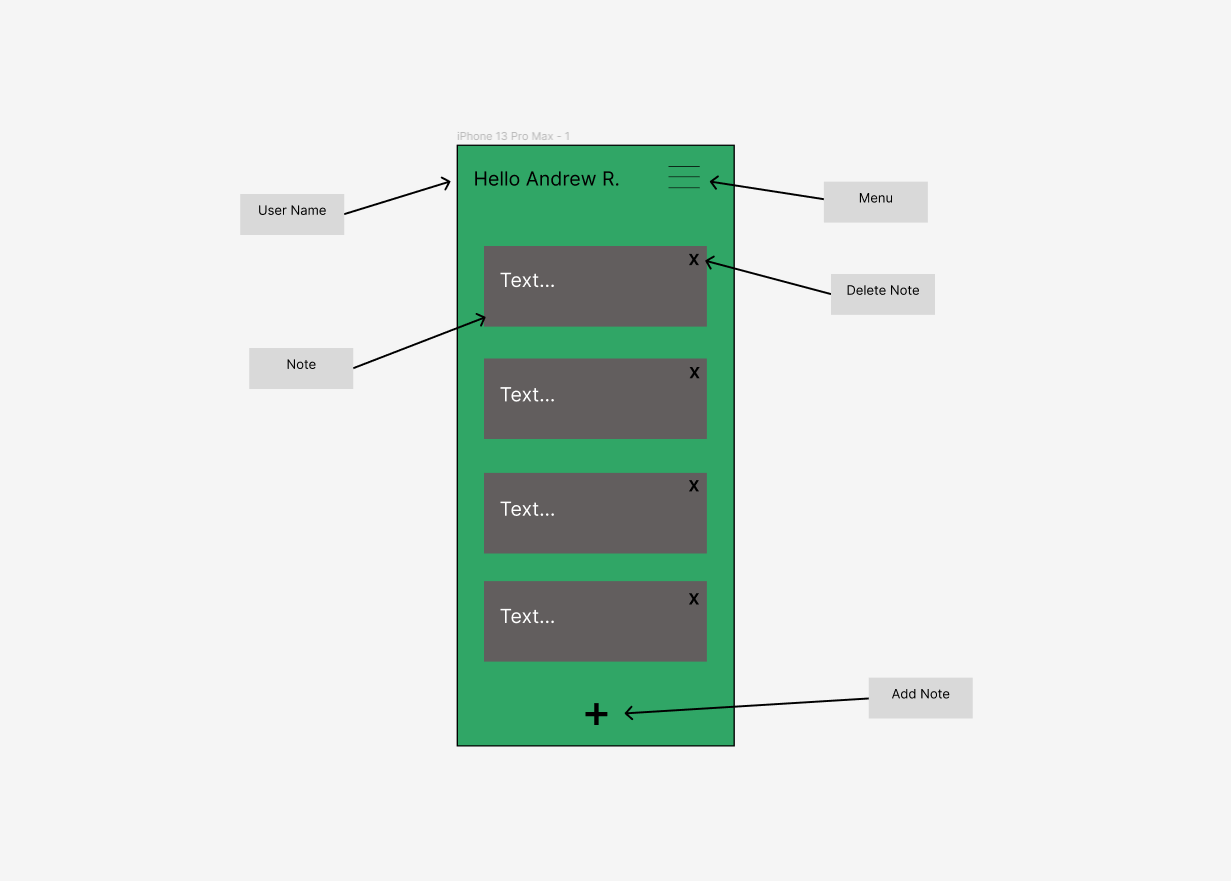 iPhone 13 Pro Max - 1
Hello Andrew R.
User Name
Menu
X
Text...
Delete Note
Note
X
Text...
X
Text...
X
Text...
+
Add Note